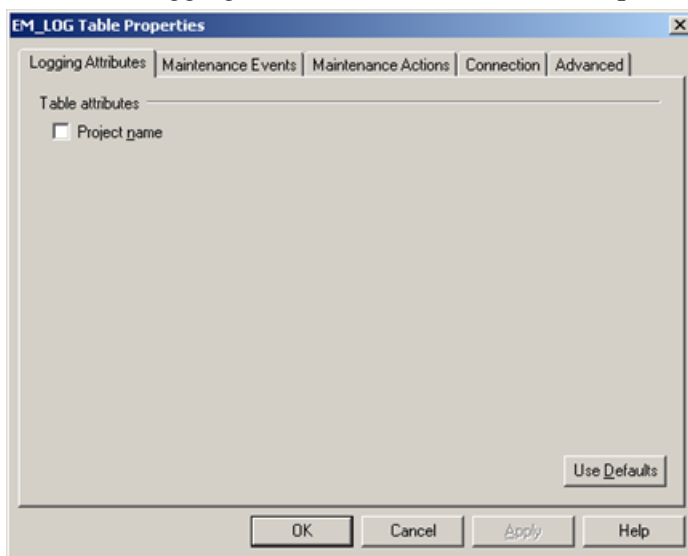 EM_LOG Table Properties
Logging Attributes Maintenance Events Maintenance Actions Connection Advanced
Table attributes
Project name
Use Defaults
OK Cancel Apply Help